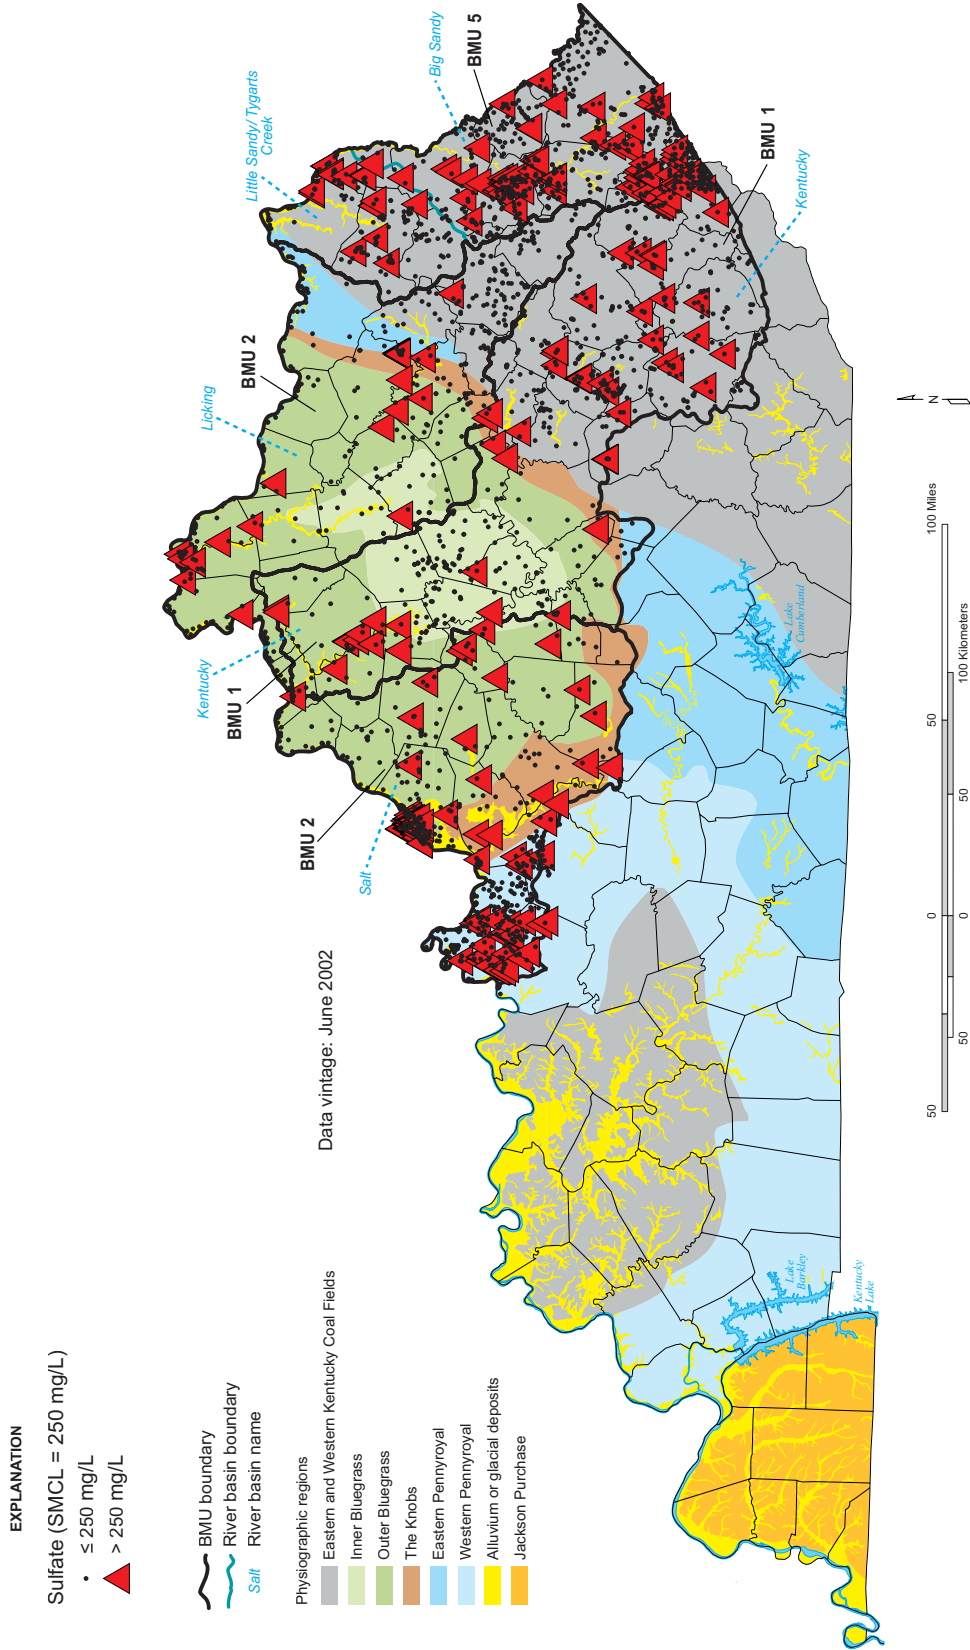 EXPLANATION
Sulfate (SMCL = 250 mg/L)
≤ 250 mg/L
> 250 mg/L
BMU boundary
River basin boundary
Salt River basin name
Physiographic regions
Eastern and Western Kentucky Coal Fields
Inner Bluegrass
Outer Bluegrass
The Knobs
Eastern Pennyroyal
Western Pennyroyal
Alluvium or glacial deposits
Jackson Purchase
Data vintage: June 2002
Salt
BMU 2
BMU 1
Kentucky
Licking
BMU 2
Little Sandy/Tygarts
Creek
Big Sandy
BMU 5
BMU 1
Kentucky
Lake
Cumberland
Lake
Barkley
Kentucky
Lake
50 0 50 100 Miles
50 0 50 100 Kilometers
N